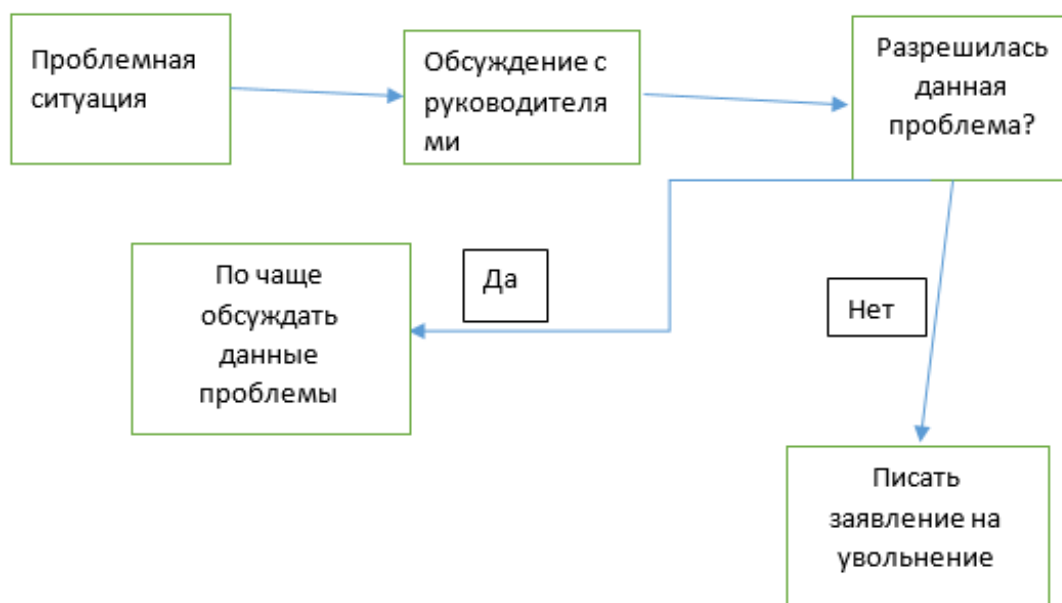 Проблемная
ситуация
Обсуждение с
руководителя
ми
Разрешилась
данная
проблема?
По чаще
обсуждать
данные
проблемы
Да
Нет
Писать
заявление на
увольнение